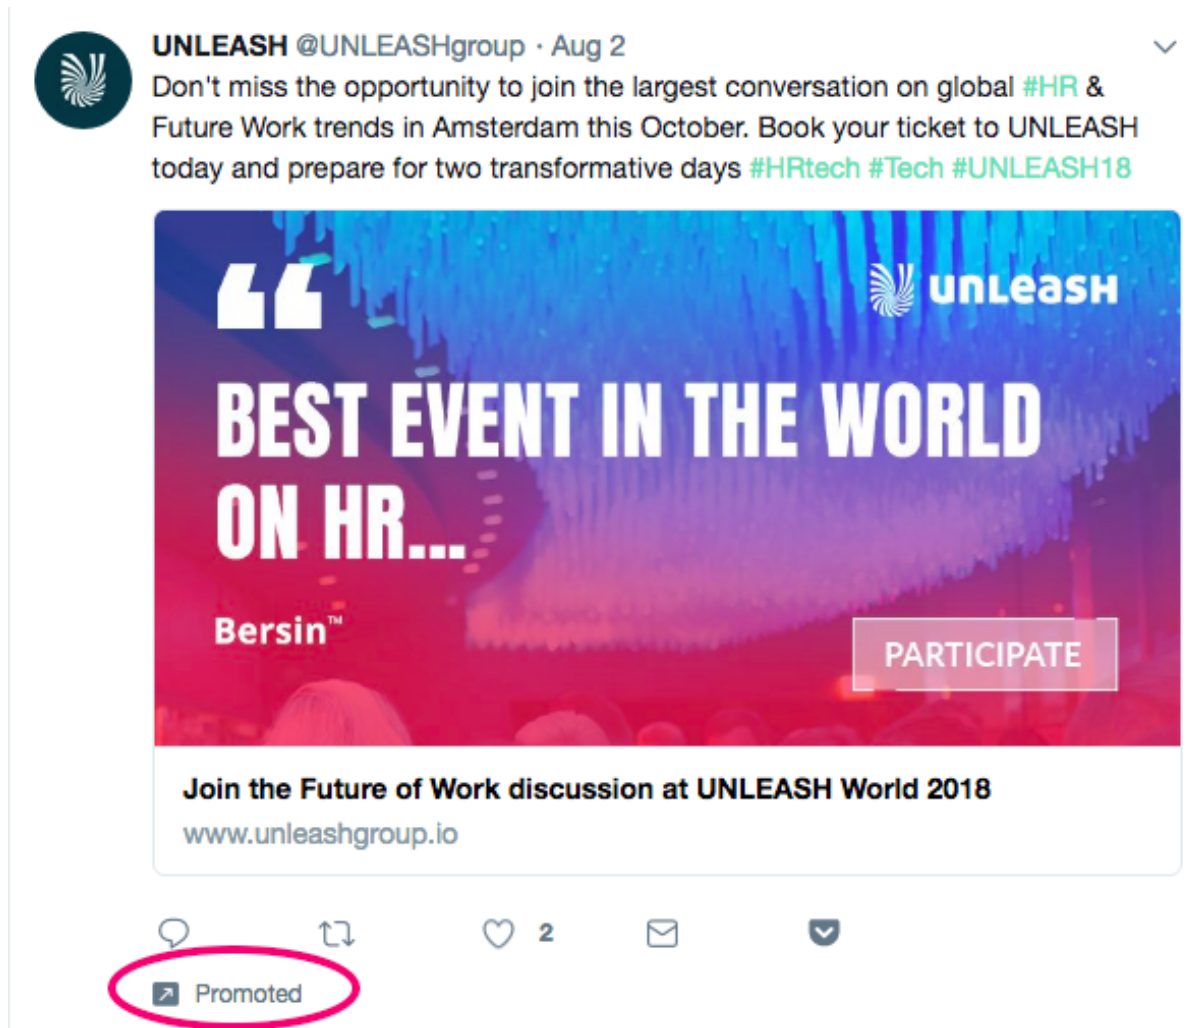 UNLEASH @UNLEASHgroup · Aug 2
Don't miss the opportunity to join the largest conversation on global #HR &
Future Work trends in Amsterdam this October. Book your ticket to UNLEASH
today and prepare for two transformative days #HRtech #Tech #UNLEASH18
“
unLeasH
BEST EVENT IN THE WORLD
ON HR...
Bersin™
PARTICIPATE
Join the Future of Work discussion at UNLEASH World 2018
www.unleashgroup.io
2
Promoted